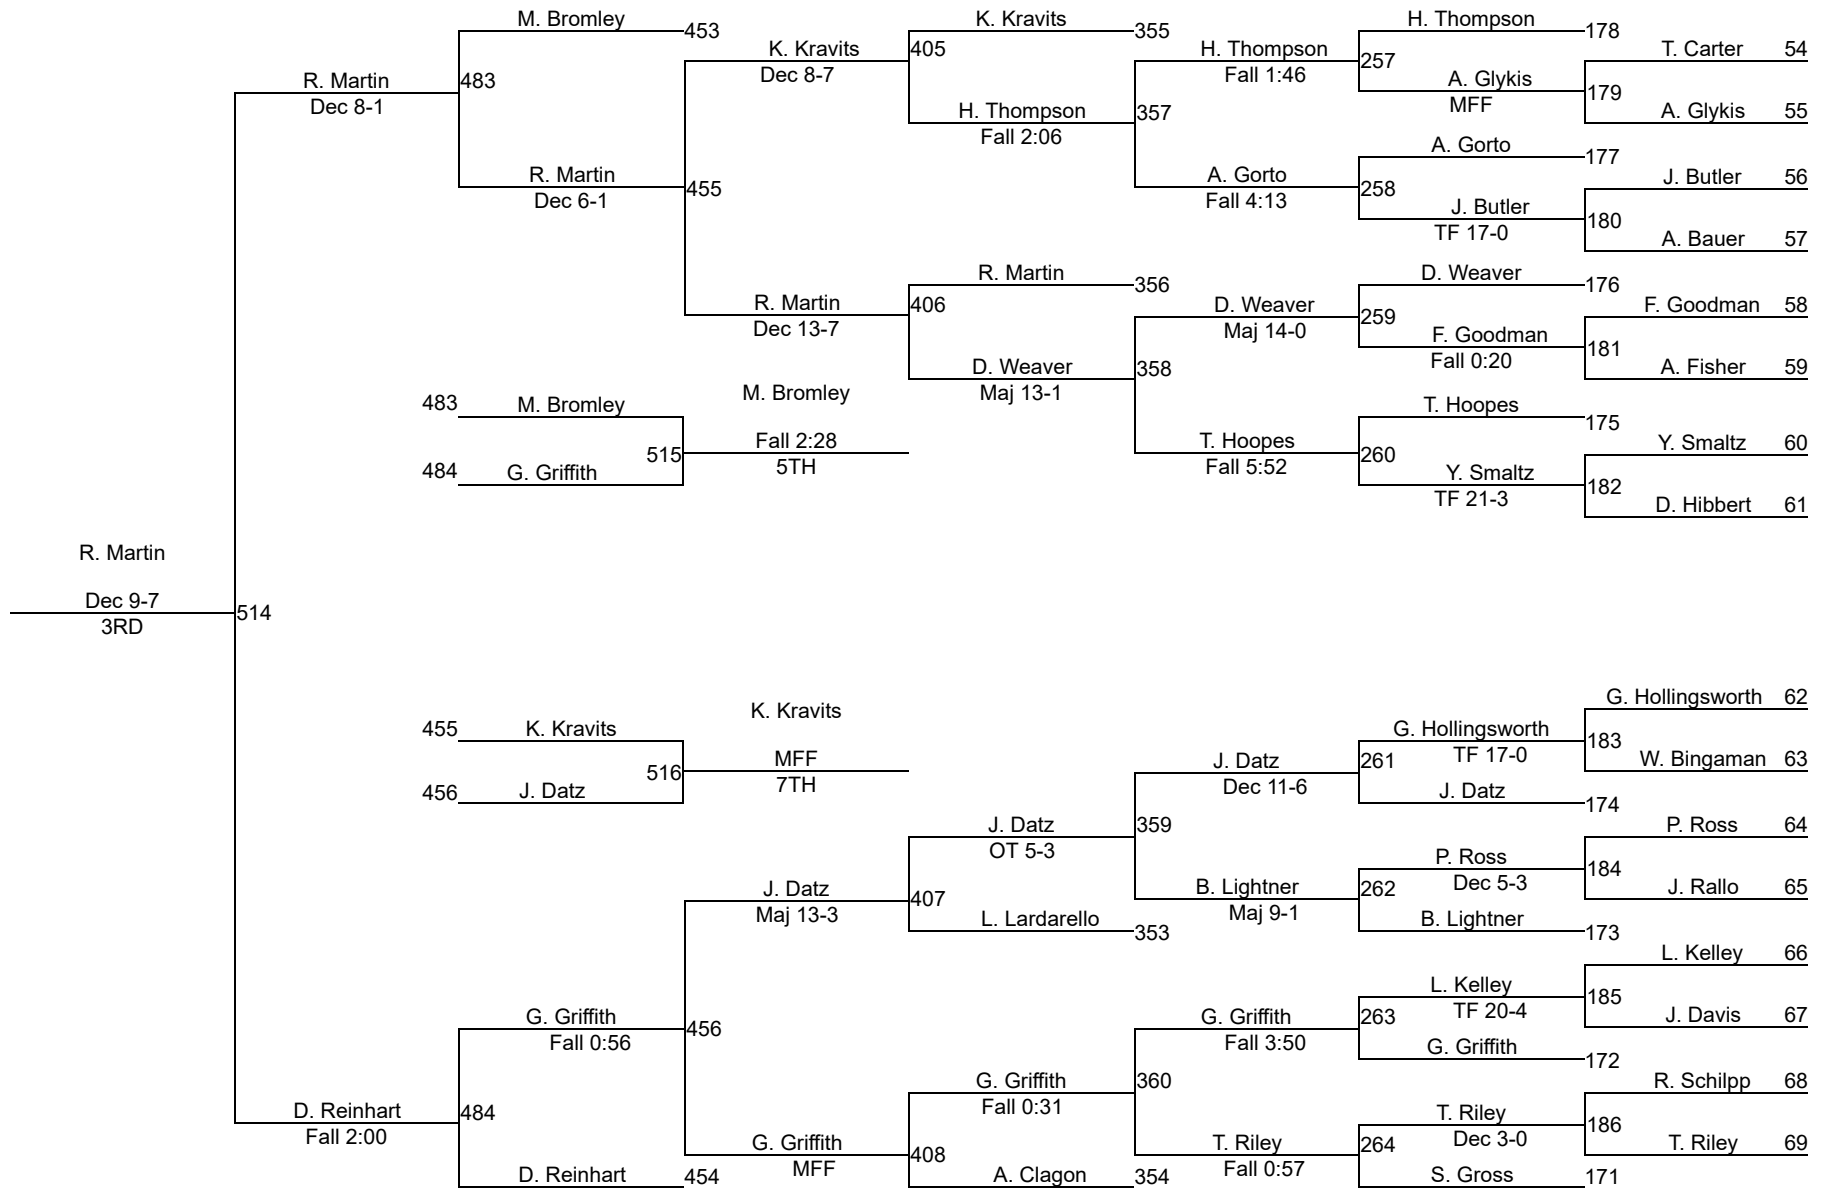 M. Bromley
453
K. Kravits
355
H. Thompson
178
R. Martin
Dec 8-1
483
K. Kravits
Dec 8-7
405
H. Thompson
Fall 1:46
257
T. Carter 54
A. Glykis
MFF
179
A. Glykis 55
H. Thompson
Fall 2:06
357
A. Gorto
177
R. Martin
Dec 6-1
455
A. Gorto
Fall 4:13
258
J. Butler 56
J. Butler
TF 17-0
180
A. Bauer 57
R. Martin
356
D. Weaver
176
R. Martin
Dec 13-7
406
D. Weaver
Maj 14-0
259
F. Goodman 58
F. Goodman
Fall 0:20
181
A. Fisher 59
D. Weaver
Maj 13-1
358
483
M. Bromley
M. Bromley
T. Hoopes
175
515
Fall 2:28
5TH
T. Hoopes
Fall 5:52
260
Y. Smaltz 60
484
G. Griffith
Y. Smaltz
TF 21-3
182
D. Hibbert 61
R. Martin
Dec 9-7
3RD
514
G. Hollingsworth 62
455
K. Kravits
K. Kravits
G. Hollingsworth
TF 17-0
183
516
MFF
7TH
J. Datz
Dec 11-6
261
W. Bingaman 63
456
J. Datz
J. Datz
174
J. Datz
OT 5-3
359
P. Ross 64
P. Ross
Dec 5-3
184
J. Datz
Maj 13-3
407
B. Lightner
Maj 9-1
262
J. Rallo 65
L. Lardarello
353
B. Lightner
173
L. Kelley 66
L. Kelley
TF 20-4
185
G. Griffith
Fall 0:56
456
G. Griffith
Fall 3:50
263
J. Davis 67
G. Griffith
172
G. Griffith
Fall 0:31
360
R. Schilpp 68
D. Reinhart
Fall 2:00
484
T. Riley
Dec 3-0
186
G. Griffith
MFF
408
T. Riley
Fall 0:57
264
T. Riley 69
D. Reinhart
454
A. Clagon
354
S. Gross
171